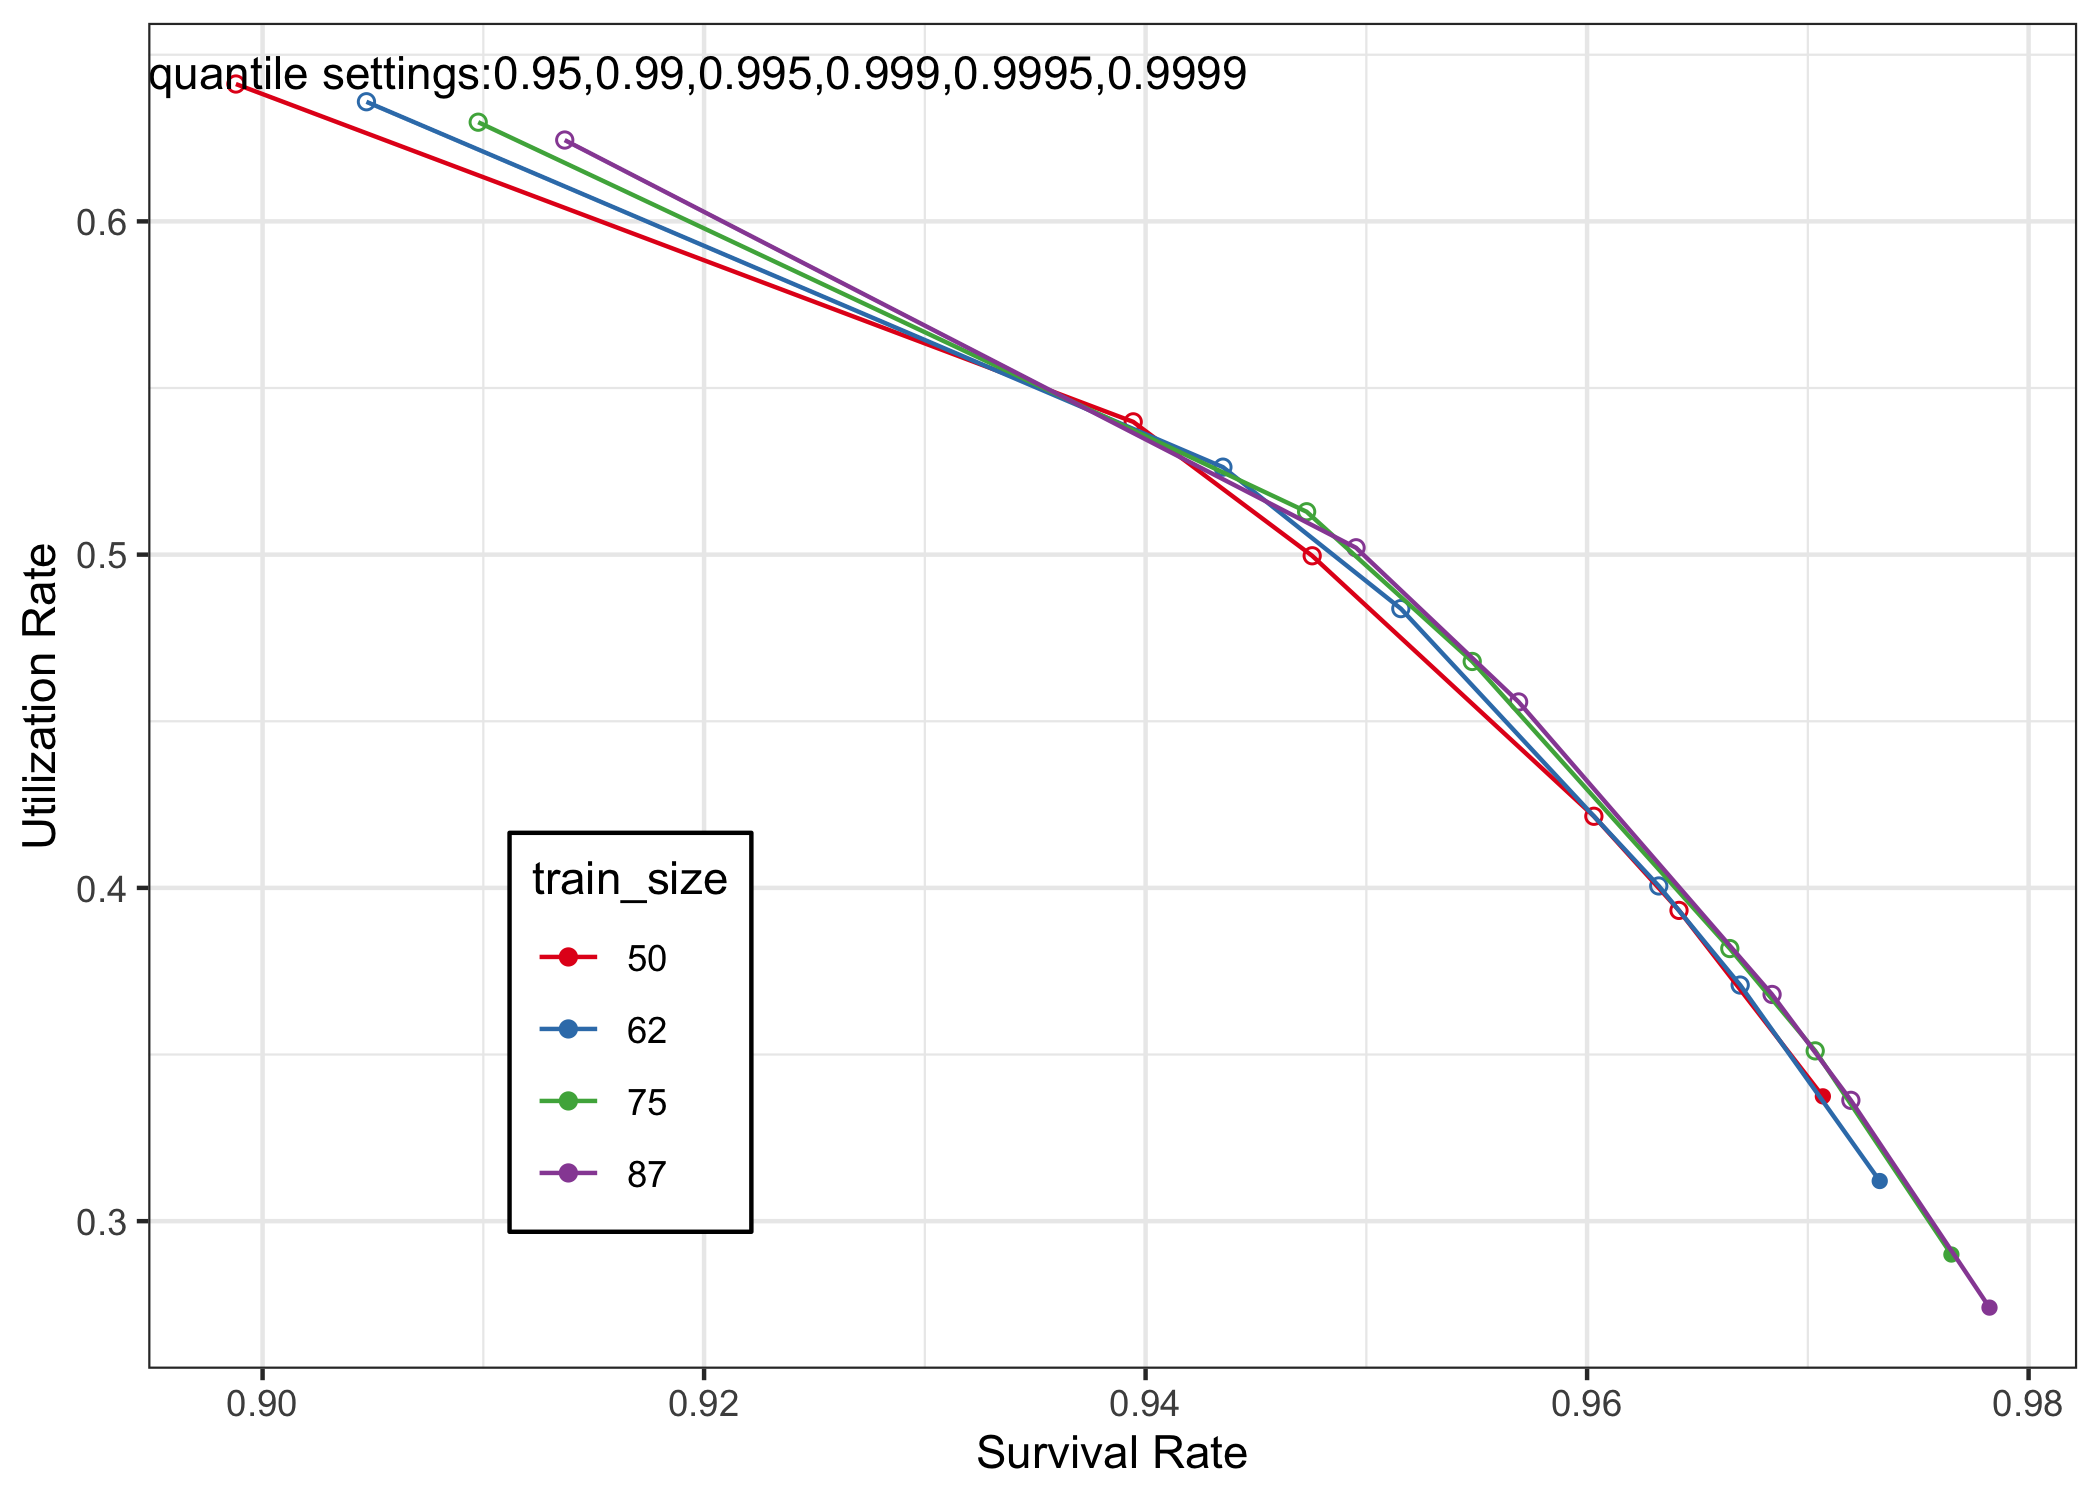 quantile settings:0.95,0.99,0.995,0.999,0.9995,0.9999
0.6
0.5
0.4
0.3
Utilization Rate
train_size
50
62
75
87
0.90 0.92 0.94 0.96 0.98
Survival Rate